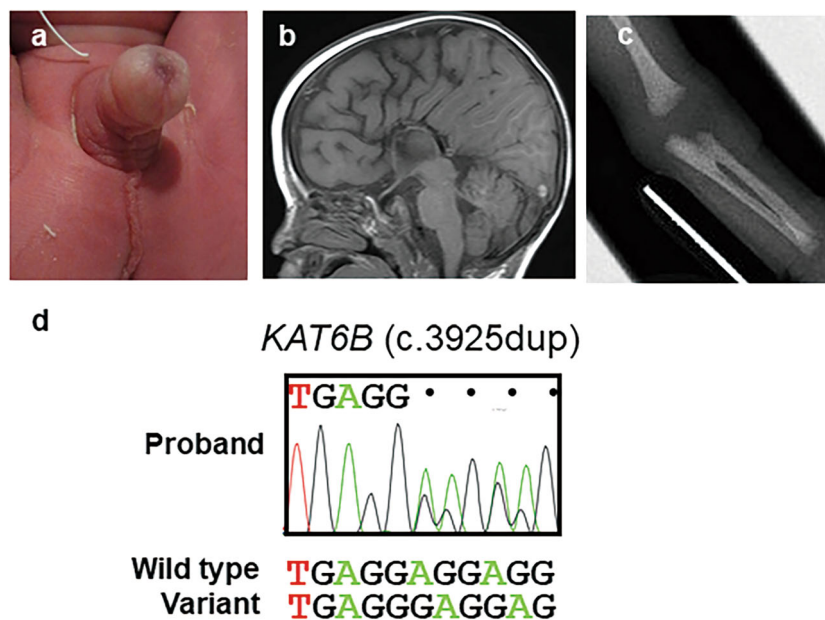 a
b
c
d
KAT6B (c.3925dup)
TGAGG
Proband
Wild type TGAGGAGGAGG
Variant TGAGGGAGGAG